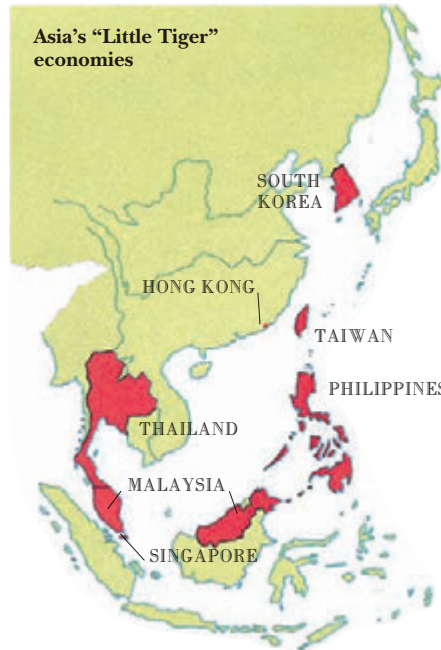 Asia's “Little Tiger”
economies
SOUTH
KOREA
HONG KONG
TAIWAN
PHILIPPINES
THAILAND
MALAYSIA
SINGAPORE